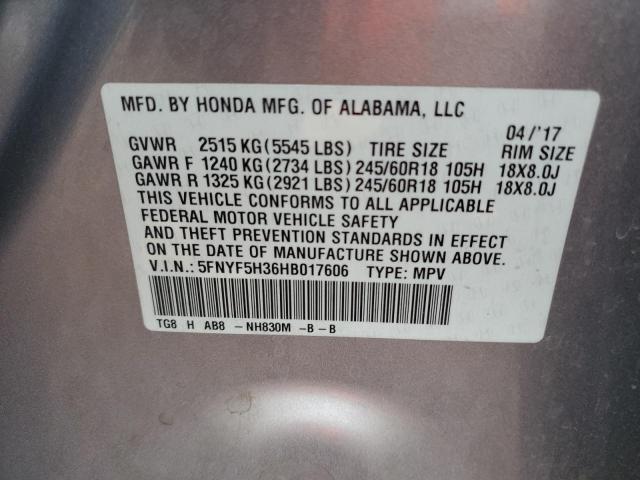 MFD. BY HONDA MFG. OF ALABAMA, LLC
04/'17
GVWR 2515 KG(5545 LBS) TIRE SIZE RIM SIZE
GAWR F 1240 KG(2734 LBS)245/60R18 105H 18X8.0J
GAWR R 1325 KG(2921 LBS)245/60R18 105H 18X8.0J
THIS VEHICLE CONFORMS TO ALL APPLICABLE
FEDERAL MOTOR VEHICLE SAFETY
AND THEFT PREVENTION STANDARDS IN EFFECT
ON THE DATE OF MANUFACTURE SHOWN ABOVE.
V.I.N.: 5FNYF5H36HB017606 TYPE: MPV
TG8 H AB8 -NH830M -B-B